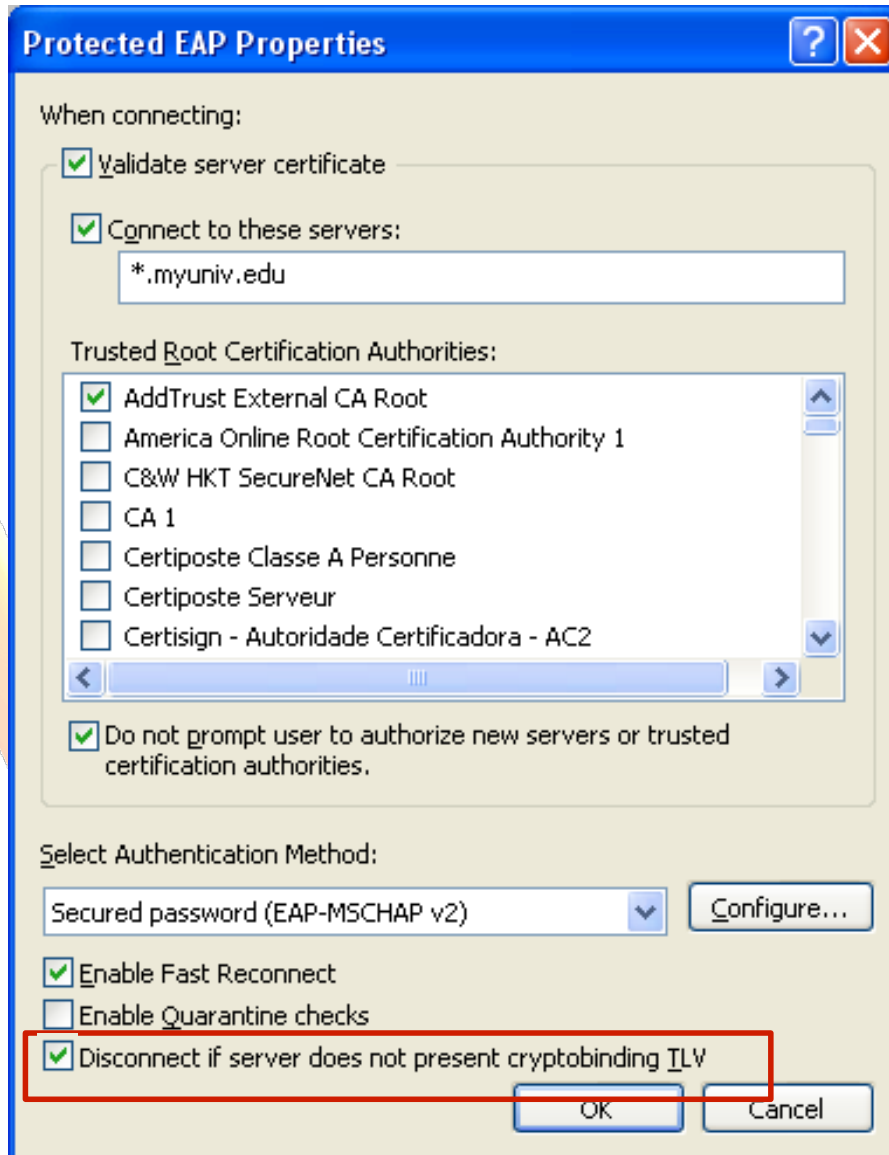 Protected EAP Properties
When connecting:
Validate server certificate
Connect to these servers:
*.myuniv.edu
Trusted Root Certification Authorities:
AddTrust External CA Root
America Online Root Certification Authority 1
C&W HKT SecureNet CA Root
CA 1
Certiposte Classe A Personne
Certiposte Serveur
Certisign - Autoridade Certificadora - AC2
Do not prompt user to authorize new servers or trusted
certification authorities.
Select Authentication Method:
Secured password (EAP-MSCHAP v2)
Configure...
Enable Fast Reconnect
Enable Quarantine checks
Disconnect if server does not present cryptobinding TLV
OK
Cancel